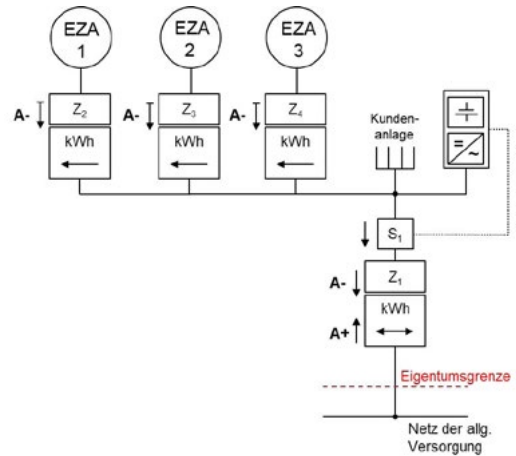 EZA
1
EZA
2
EZA
3
A-
Z2
kWh
A-
Z3
kWh
A-
Z4
kWh
Kunden-
anlage
=
~
S1
A-
Z1
kWh
A+
Eigentumsgrenze
Netz der allg.
Versorgung